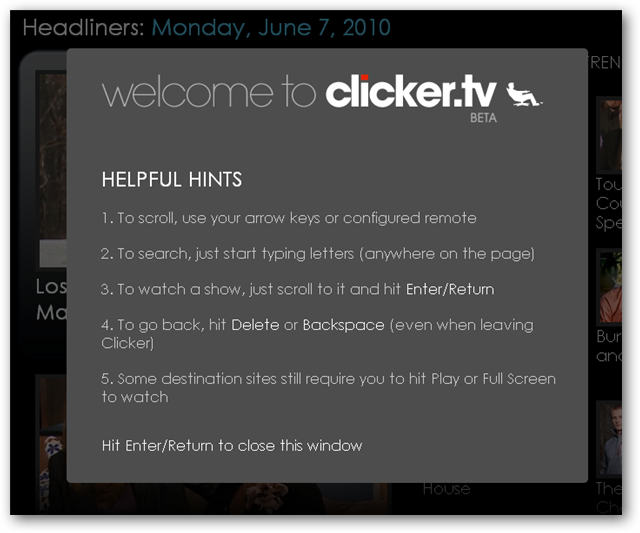 Headliners: Monday, June 7, 2010
welcome to clicker.tv
BETA
HELPFUL HINTS
1. To scroll, use your arrow keys or configured remote
2. To search, just start typing letters (anywhere on the page)
3. To watch a show, just scroll to it and hit Enter/Return
4. To go back, hit Delete or Backspace (even when leaving
Clicker)
5. Some destination sites still require you to hit Play or Full Screen
to watch
Hit Enter/Return to close this window
Los
Ma
TREN
Tou
Cou
Spe
Bur
and
House
The